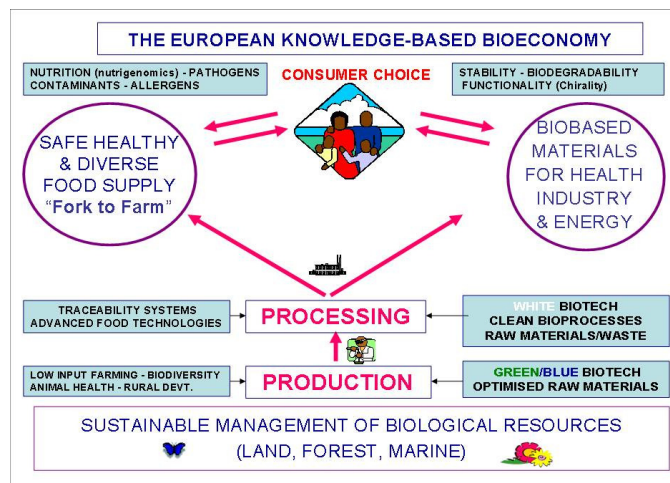 THE EUROPEAN KNOWLEDGE-BASED BIOECONOMY
NUTRITION (nutrigenomics) - PATHOGENS
CONTAMINANTS - ALLERGENS
CONSUMER CHOICE
STABILITY - BIODEGRADABILITY
FUNCTIONALITY (Chirality)
SAFE HEALTHY
& DIVERSE
FOOD SUPPLY
"Fork to Farm"
BIOBASED
MATERIALS
FOR HEALTH
INDUSTRY
& ENERGY
TRACEABILITY SYSTEMS
ADVANCED FOOD TECHNOLOGIES
PROCESSING
WHITE BIOTECH
CLEAN BIOPROCESSES
RAW MATERIALS/WASTE
LOW INPUT FARMING - BIODIVERSITY
ANIMAL HEALTH - RURAL DEVT.
PRODUCTION
GREEN/BLUE BIOTECH
OPTIMISED RAW MATERIALS
SUSTAINABLE MANAGEMENT OF BIOLOGICAL RESOURCES
(LAND, FOREST, MARINE)